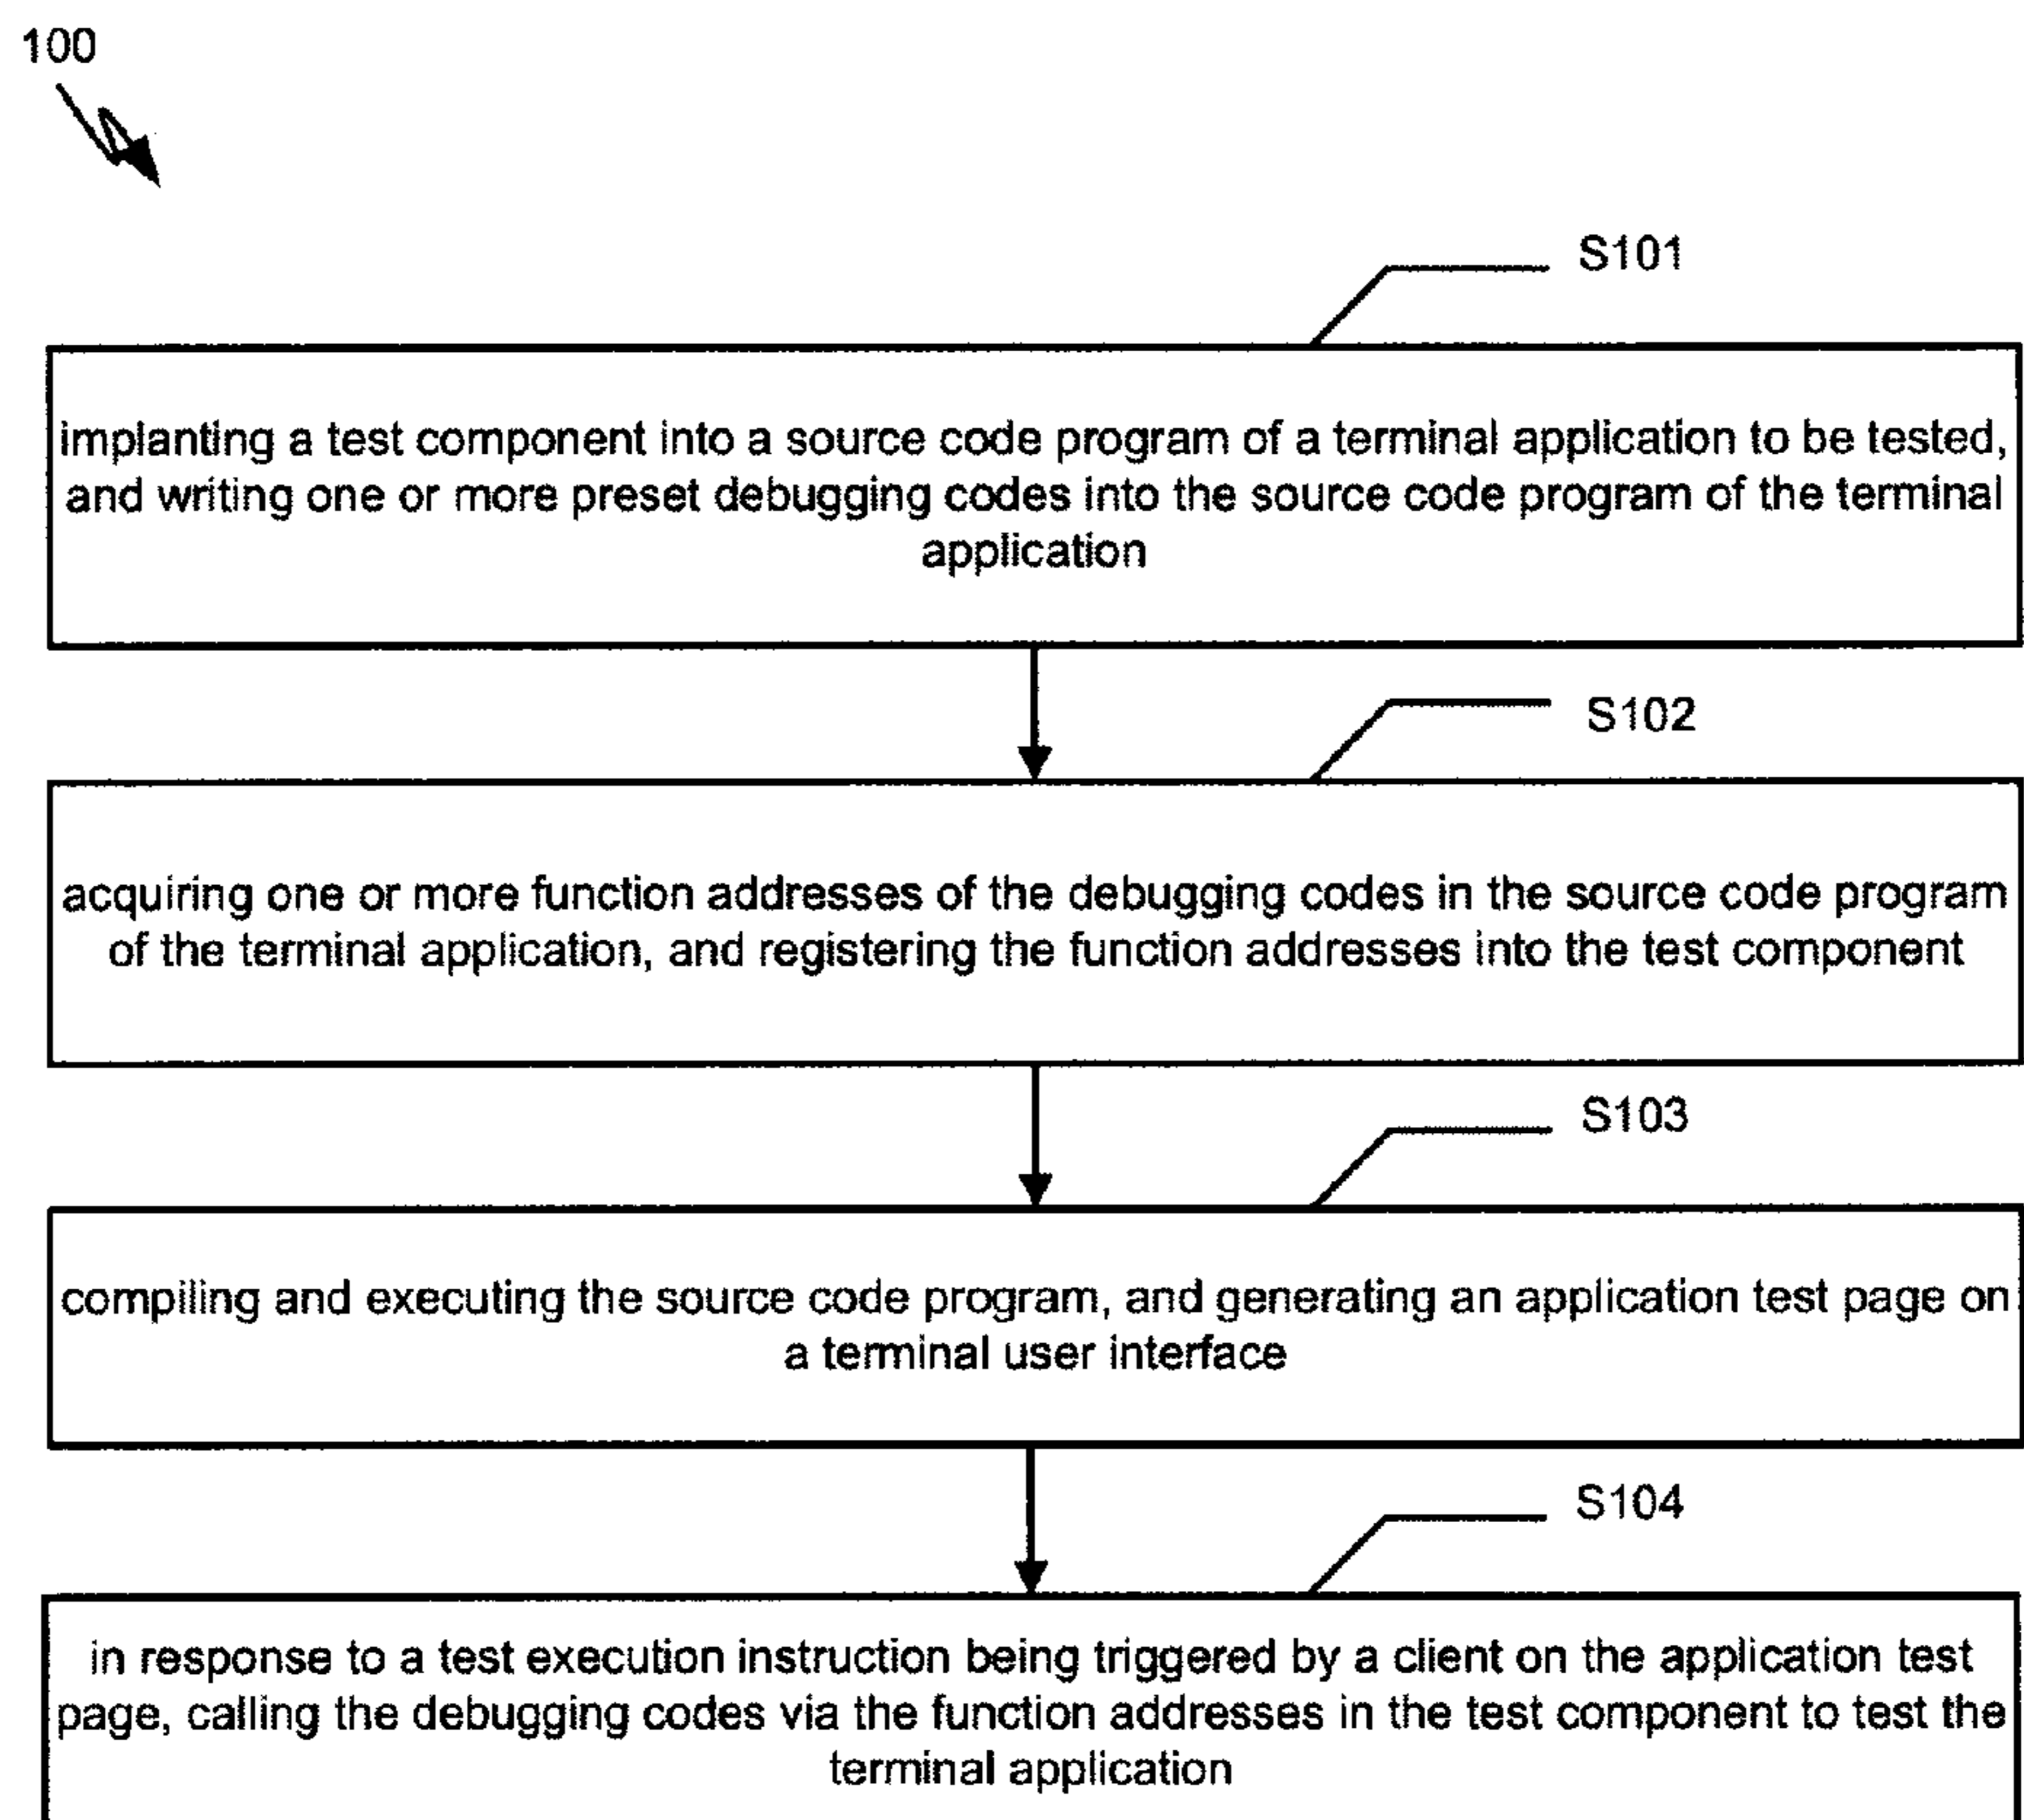 100
S101
implanting a test component into a source code program of a terminal application to be tested,
and writing one or more preset debugging codes into the source code program of the terminal
application
S102
acquiring one or more function addresses of the debugging codes in the source code program
of the terminal application, and registering the function addresses into the test component
S103
compiling and executing the source code program, and generating an application test page on
a terminal user interface
S104
in response to a test execution instruction being triggered by a client on the application test
page, calling the debugging codes via the function addresses in the test component to test the
terminal application